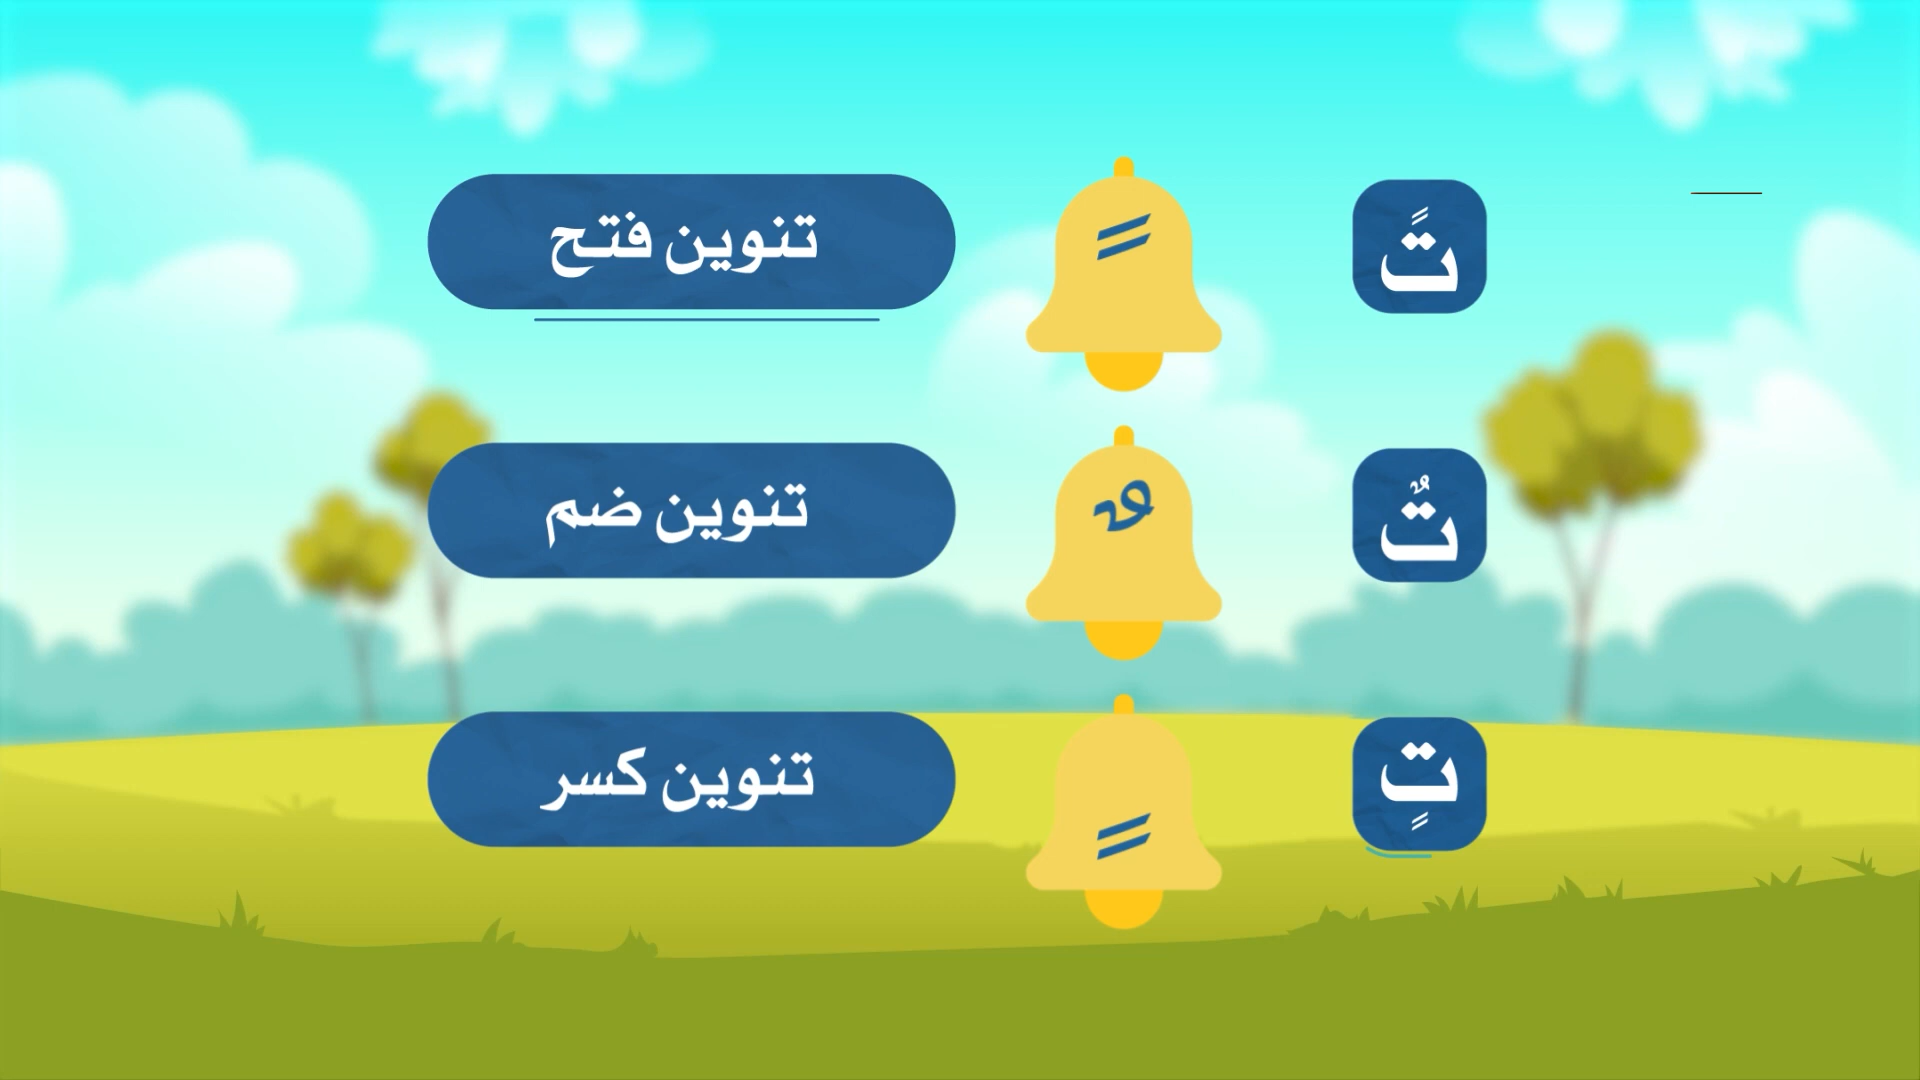 تً ً تنوين فتح
تٌ ٌ تنوين ضم
تٍ ٍ تنوين كسر